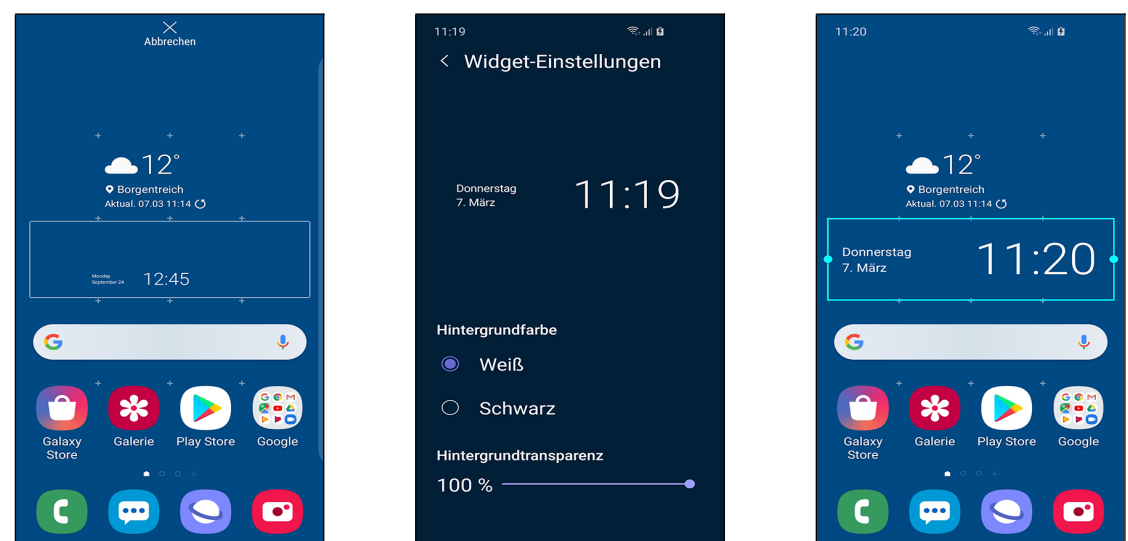 Abbrechen
12°
Borgentreich
Aktual. 07.03 11:14
Monday
September 24
12:45
Galaxy Store
Galerie
Play Store
Google
11:19
Widget-Einstellungen
Donnerstag
7. März
11:19
Hintergrundfarbe
Weiß
Schwarz
Hintergrundtransparenz
100 %
11:20
12°
Borgentreich
Aktual. 07.03 11:14
Donnerstag
7. März
11:20
Galaxy Store
Galerie
Play Store
Google